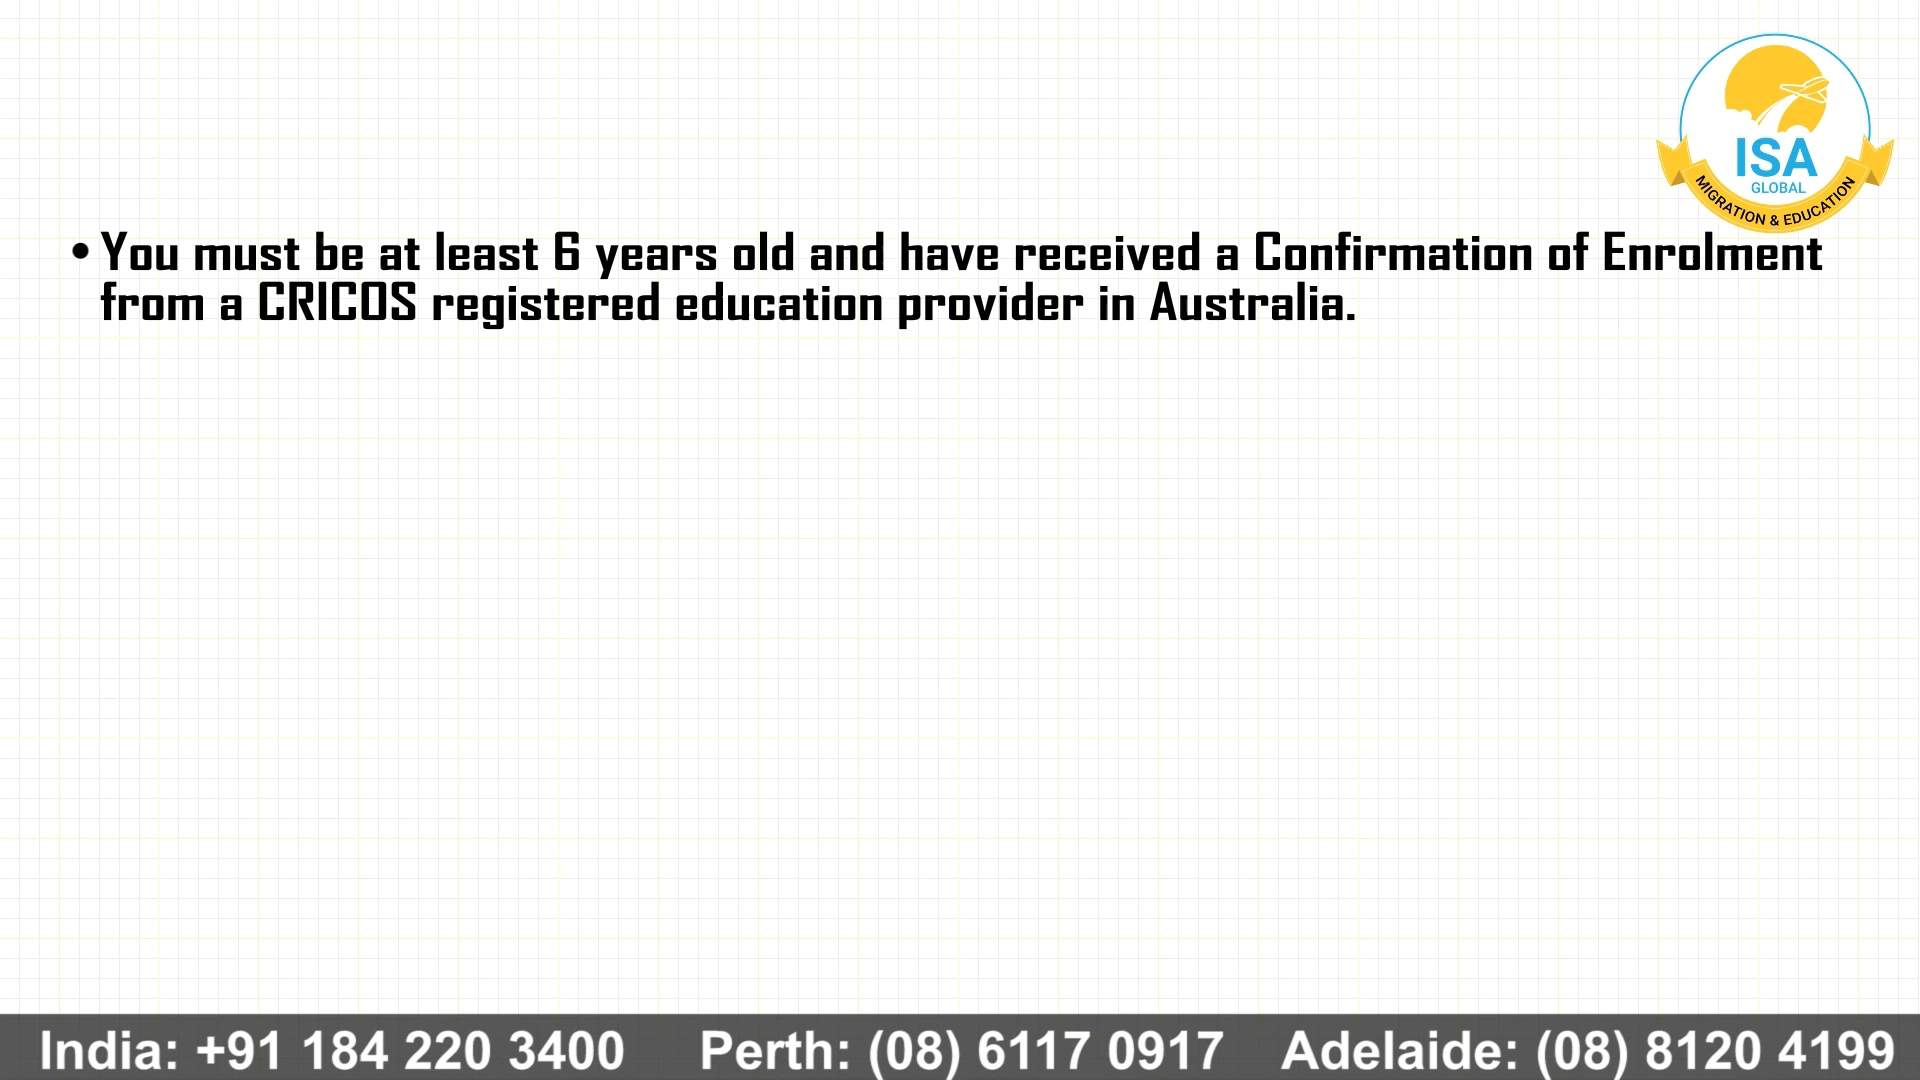 ISA
GLOBAL
MIGRATION & EDUCATION
• You must be at least 6 years old and have received a Confirmation of Enrolment
from a CRICOS registered education provider in Australia.
India: +91 184 220 3400 Perth: (08) 6117 0917 Adelaide: (08) 8120 4199